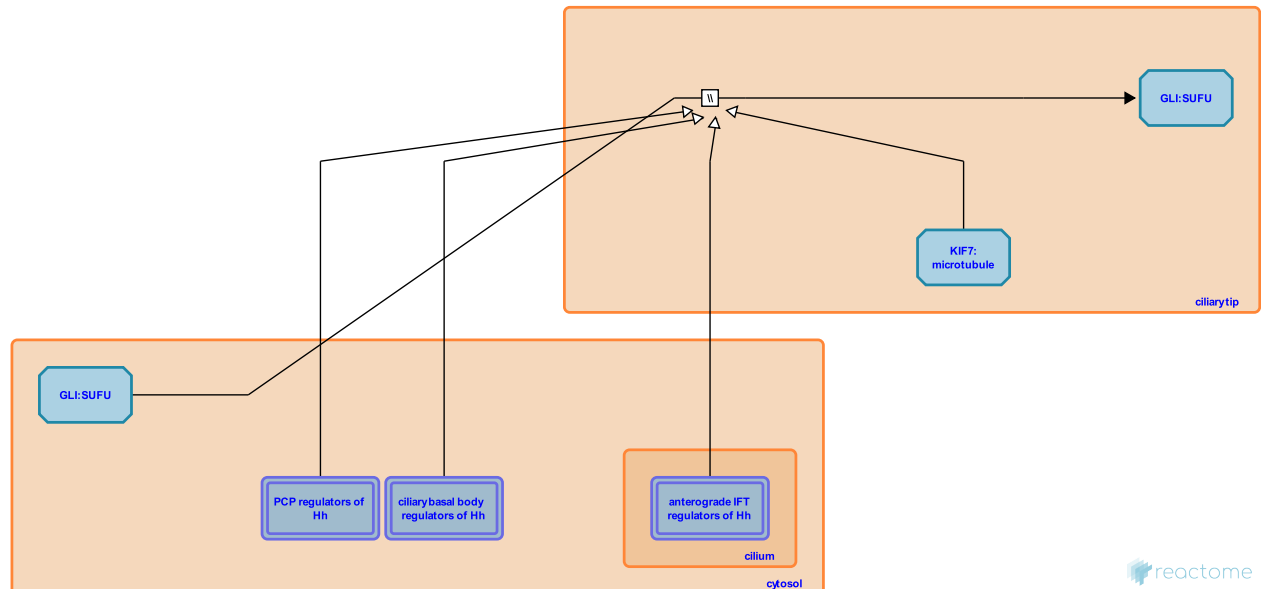 \\
GLI:SUFU
KIF7:
microtubule
ciliarytip
GLI:SUFU
PCP regulators of
Hh
ciliarybasal body
regulators of Hh
anterograde IFT
regulators of Hh
cilium
cytosol
reactome